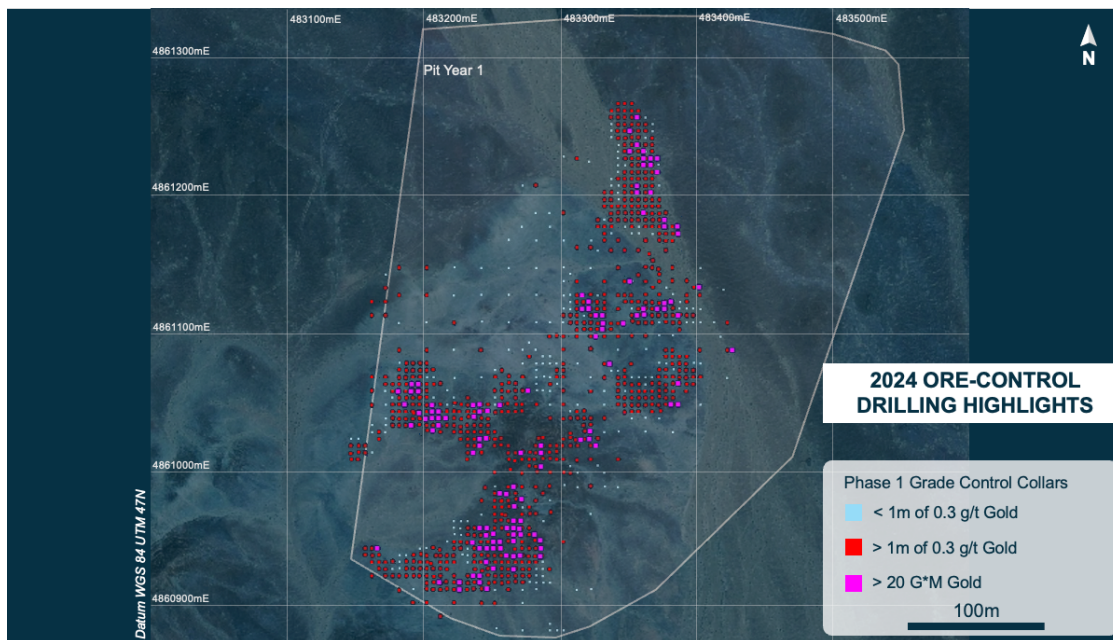 483100mE
483200mE
483300mE
483400mE
483500mE
4861300mE
N
Pit Year 1
4861200mE
4861100mE
2024 ORE-CONTROL
DRILLING HIGHLIGHTS
4861000mE
Phase 1 Grade Control Collars
< 1m of 0.3 g/t Gold
> 1m of 0.3 g/t Gold
> 20 G*M Gold
4860900mE
100m
Datum WGS 84 UTM 47N